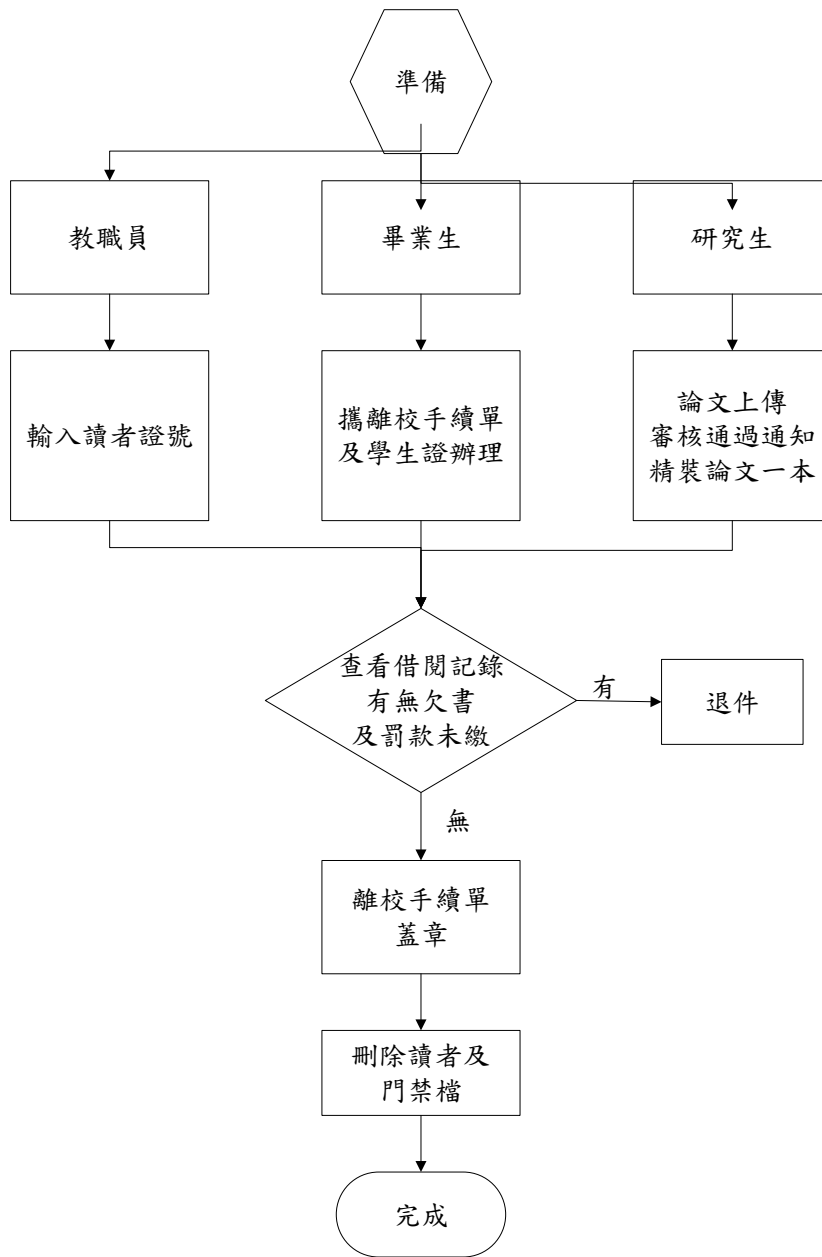 準備
教職員
畢業生
研究生
輸入讀者證號
攜離校手續單
及學生證辦理
論文上傳
審核通過通知
精裝論文一本
查看借閱記錄
有無欠書
及罰款未繳
有
退件
無
離校手續單
蓋章
刪除讀者及
門禁檔
完成